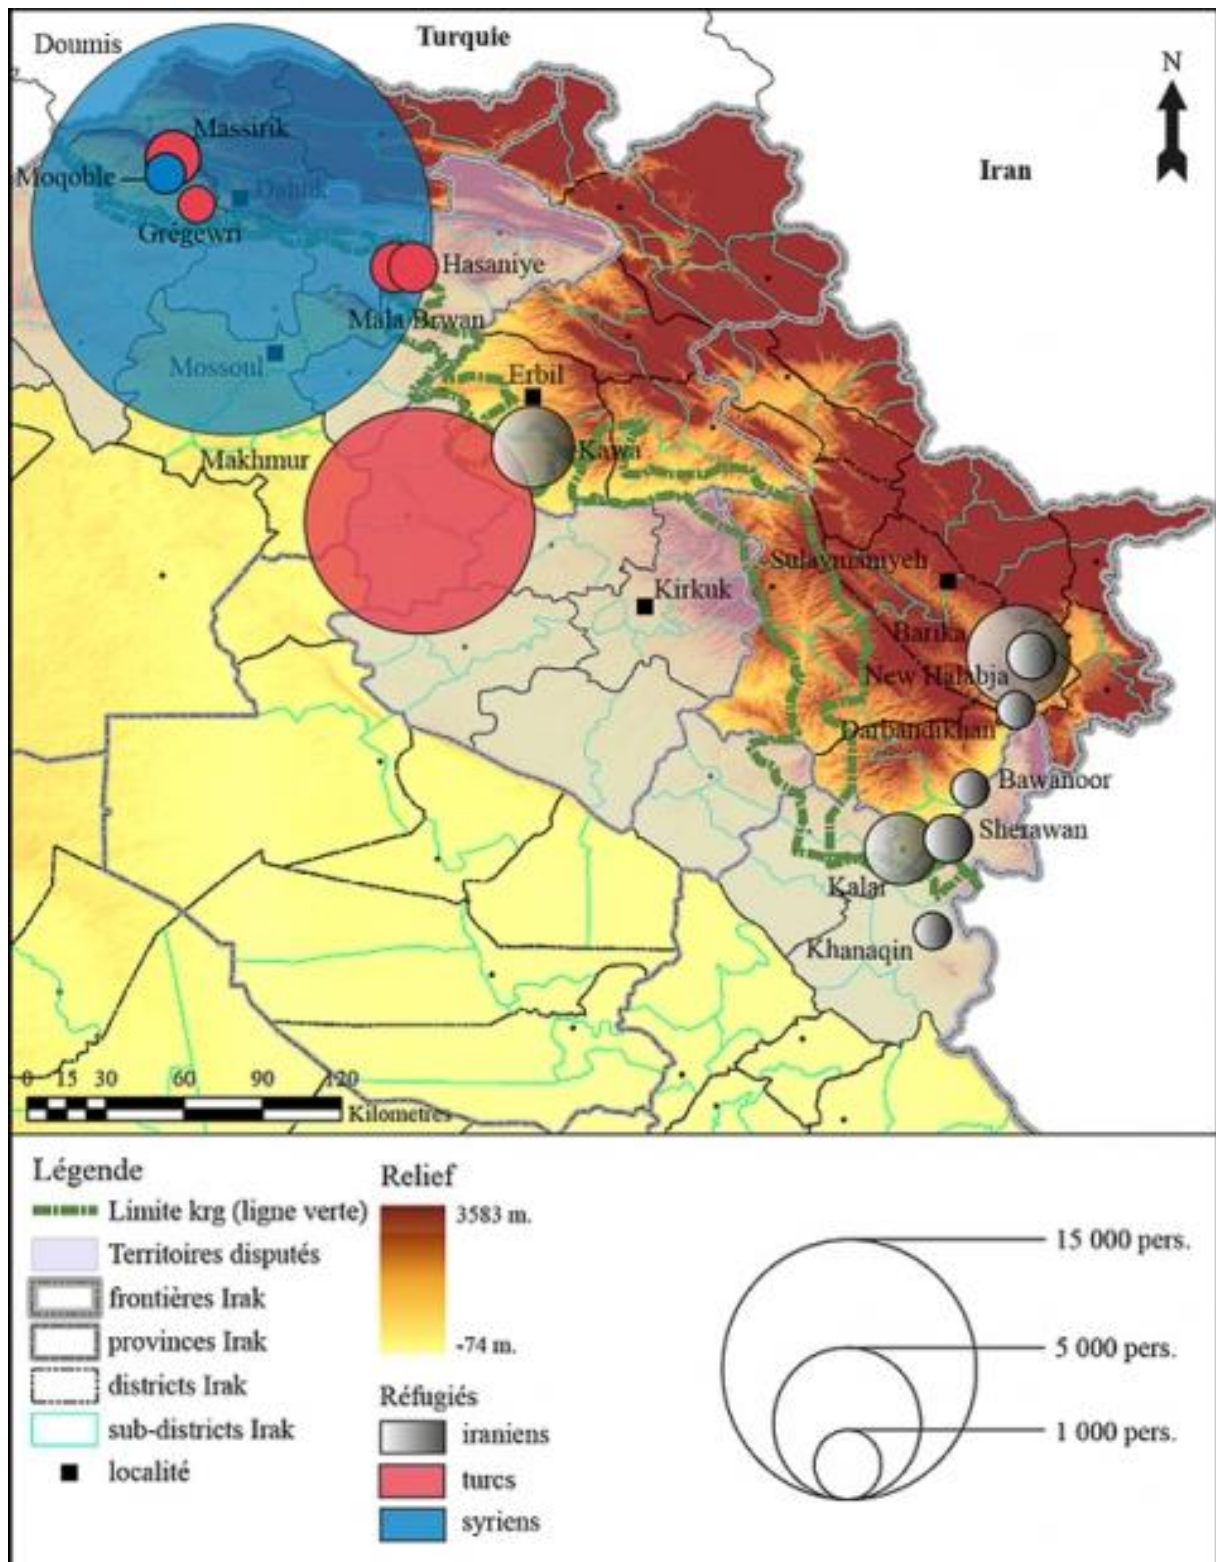 Doumis
Turquie
N
Massirik
Iran
Moqoble
Dahuk
Grégewri
Hasaniye
Mala Brwan
Mossoul
Erbil
Makhmur
Kawa
Sulaymaniyeh
Kirkuk
Barika
New Halabja
Darbandikhan
Bawanoor
Sherawan
Kalar
Khanaqin
0 15 30 60 90 120
Kilometres
Légende
Limite krg (ligne verte)
Territoires disputés
frontières Irak
provinces Irak
districts Irak
sub-districts Irak
localité
Relief
3583 m.
-74 m.
Réfugiés
iraniens
turcs
syriens
15 000 pers.
5 000 pers.
1 000 pers.